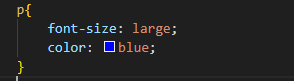 p{
    font-size: large;
    color: blue;
}